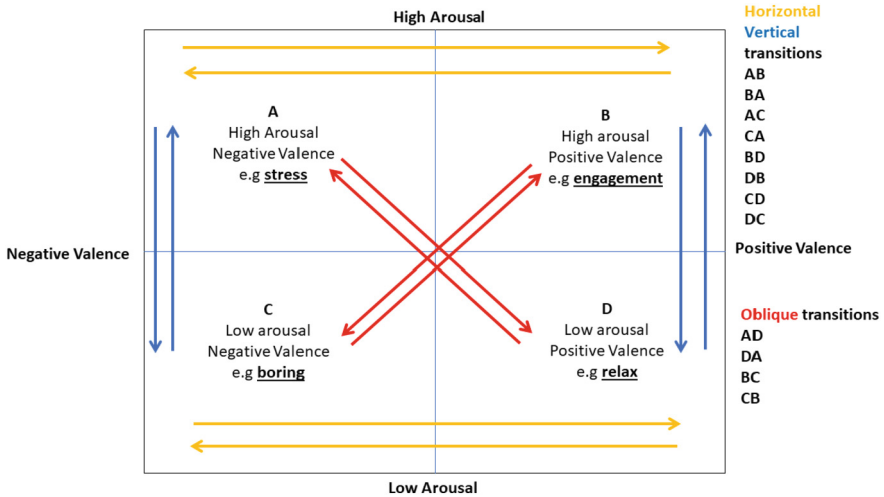 High Arousal
A
High Arousal
Negative Valence
e.g stress
B
High arousal
Positive Valence
e.g engagement
Negative Valence
Positive Valence
C
Low arousal
Negative Valence
e.g boring
D
Low arousal
Positive Valence
e.g relax
Low Arousal
Horizontal
Vertical
transitions
AB
BA
AC
CA
BD
DB
CD
DC
Oblique transitions
AD
DA
BC
CB